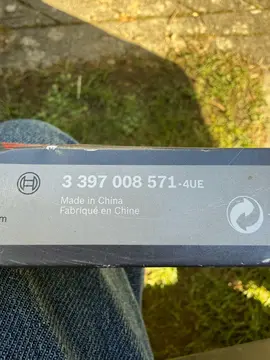 3 397 008 571-4UE
Made in China
Fabriqué en Chine
m